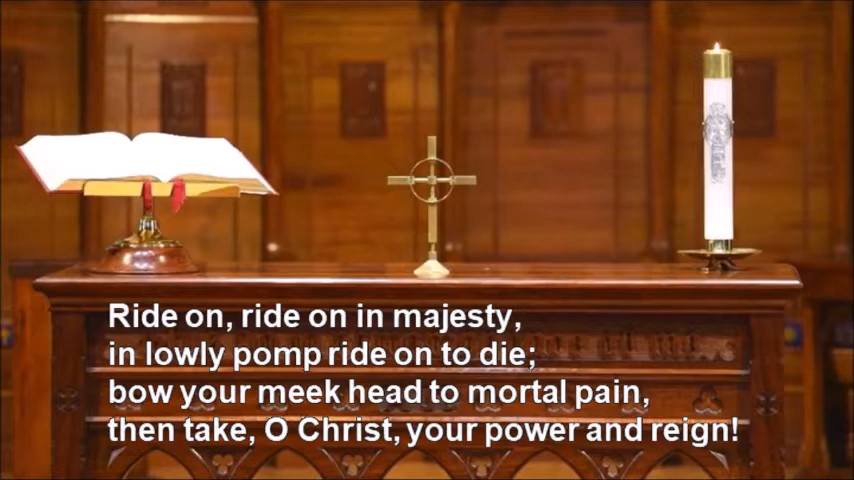 Ride on, ride on in majesty,
in lowly pomp ride on to die;
bow your meek head to mortal pain,
then take, O Christ, your power and reign!